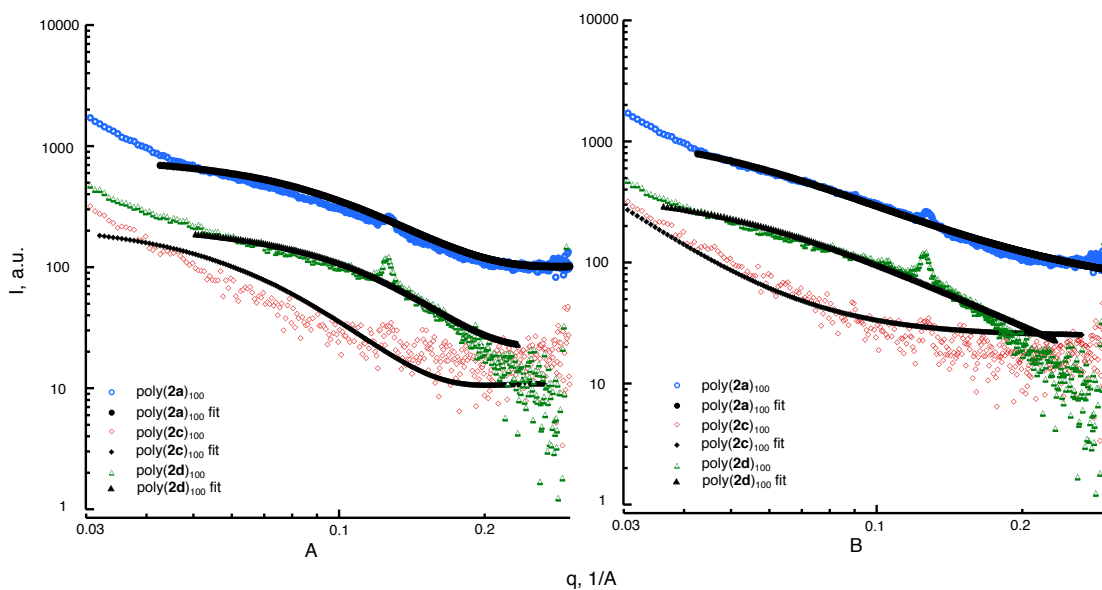 10000
1000
100
10
1
I, a.u.
poly(2a)100
poly(2a)100 fit
poly(2c)100
poly(2c)100 fit
poly(2d)100
poly(2d)100 fit
0.03 0.1 0.2
A
10000
1000
100
10
1
poly(2a)100
poly(2a)100 fit
poly(2c)100
poly(2c)100 fit
poly(2d)100
poly(2d)100 fit
0.03 0.1 0.2
B
q, 1/A